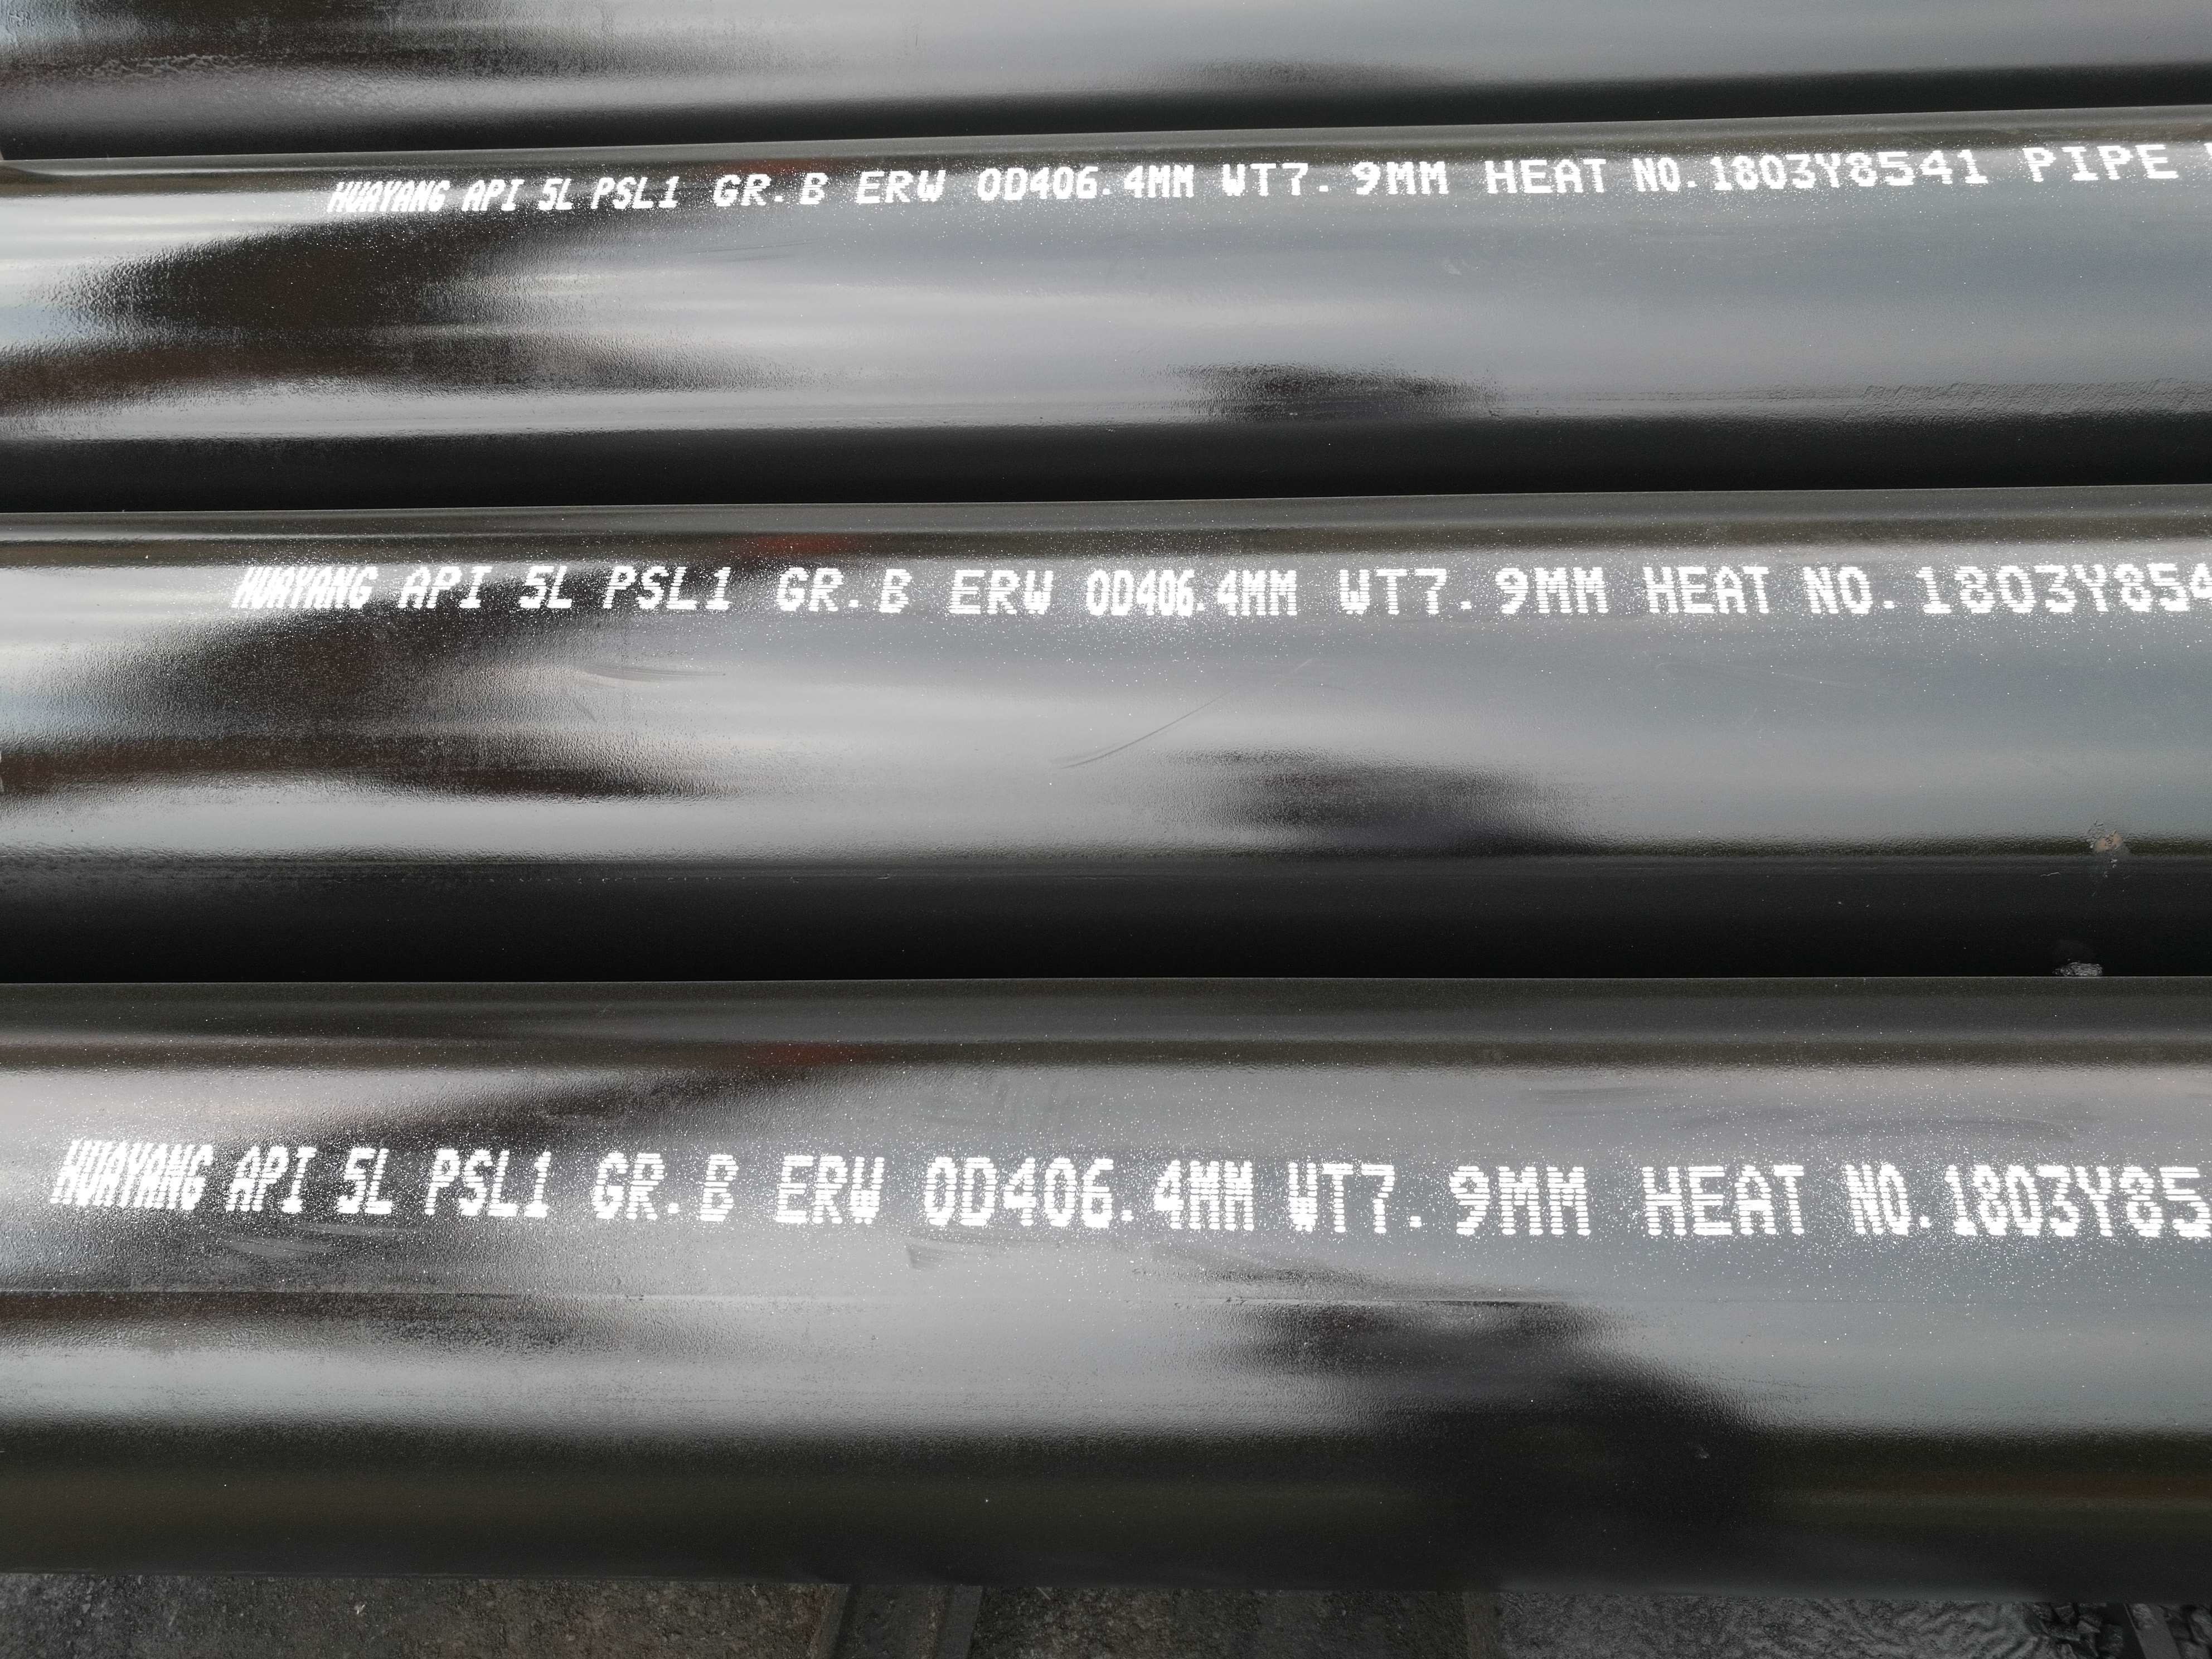 HUAYANG API 5L PSL1 GR.B ERW OD406.4MM WT7.9MM HEAT NO.1803Y8541 PIPE
HUAYANG API 5L PSL1 GR.B ERW OD406.4MM WT7.9MM HEAT NO.1803Y854
HUAYANG API 5L PSL1 GR.B ERW OD406.4MM WT7.9MM HEAT NO.1803Y85